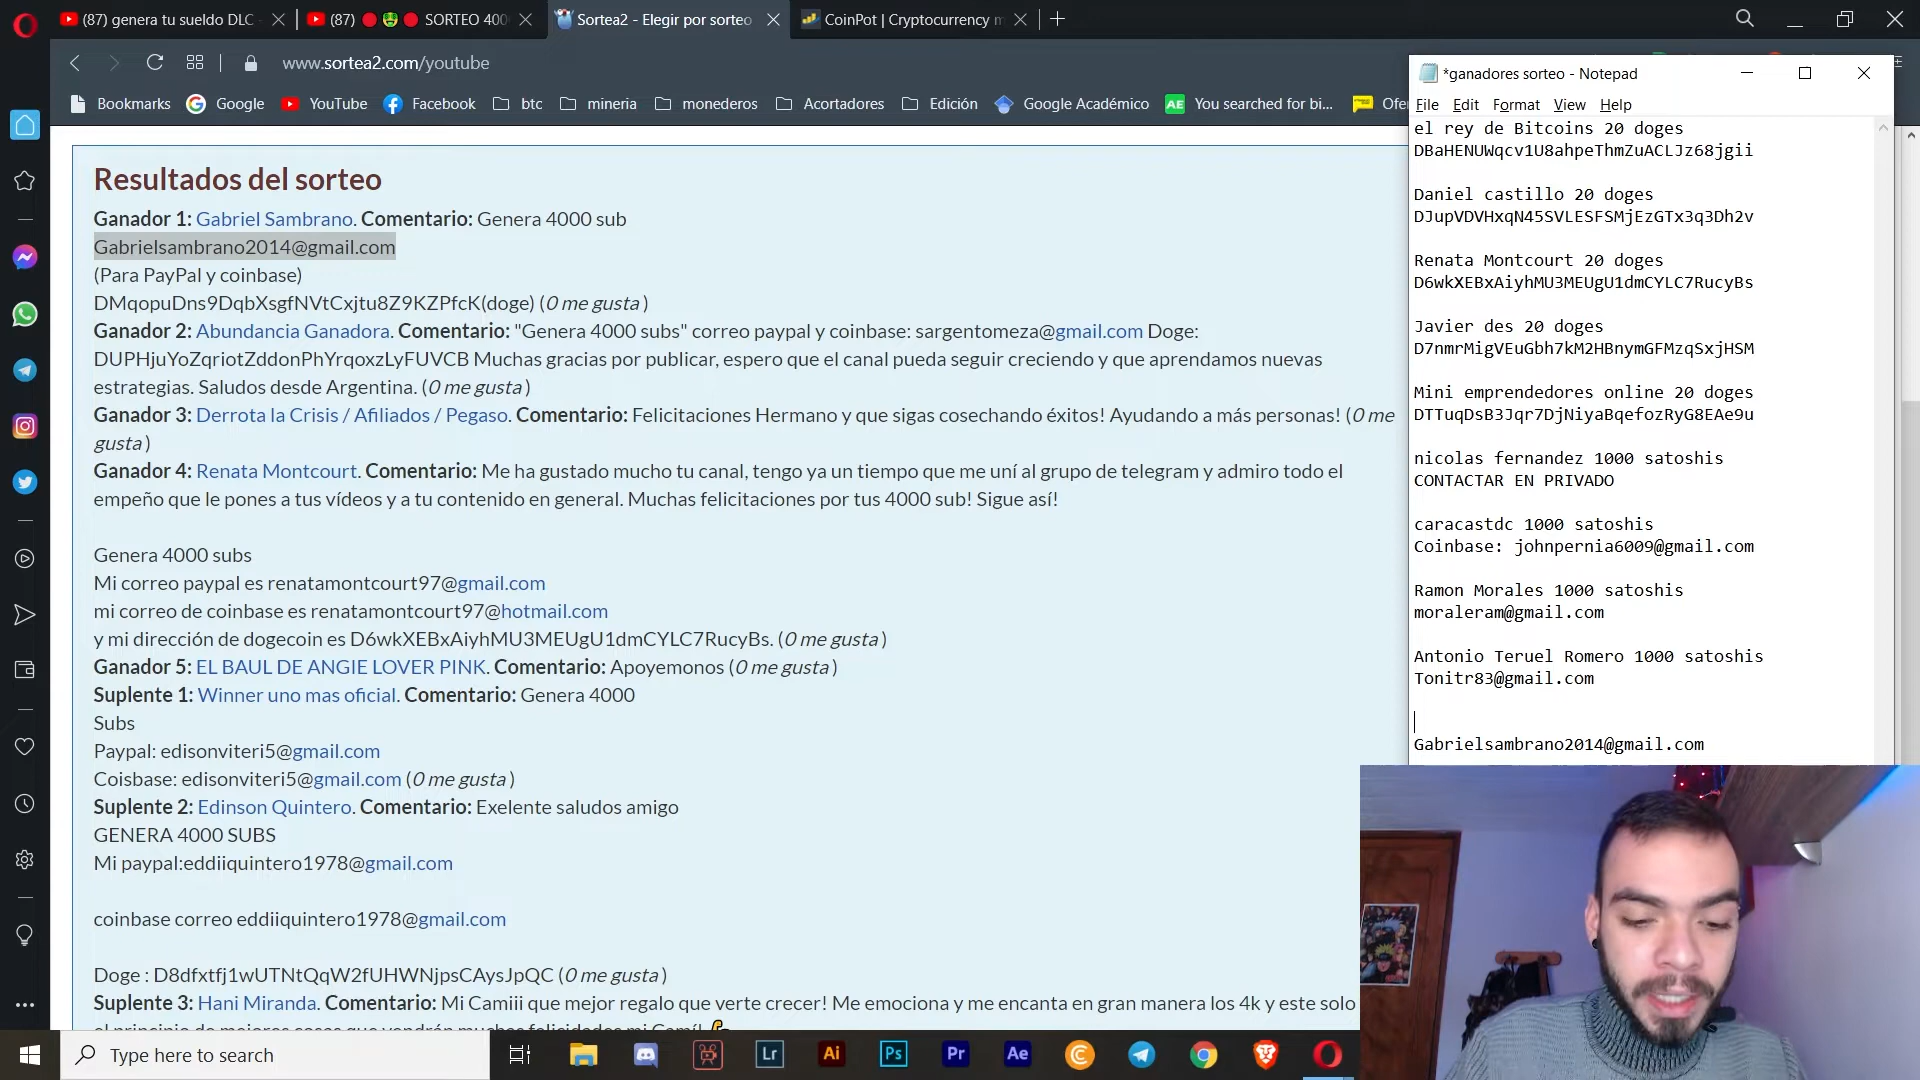 (87) genera tu sueldo DLC
(87) 🔴🤑🔴 SORTEO 400
Sortea2 - Elegir por sorteo
CoinPot | Cryptocurrency m
www.sortea2.com/youtube
Bookmarks
Google
YouTube
Facebook
btc
mineria
monederos
Acortadores
Edición
Google Académico
AE
You searched for bi...
Ofe
Resultados del sorteo
Ganador 1: Gabriel Sambrano. Comentario: Genera 4000 sub
Gabrielsambrano2014@gmail.com
(Para PayPal y coinbase)
DMqopuDns9DqbXsgfNVtCxjtu8Z9KZPfcK(doge) (0 me gusta )
Ganador 2: Abundancia Ganadora. Comentario: "Genera 4000 subs" correo paypal y coinbase: sargentomeza@gmail.com Doge:
DUPHjuYoZqriotZddonPhYrqoxzLyFUVCB Muchas gracias por publicar, espero que el canal pueda seguir creciendo y que aprendamos nuevas
estrategias. Saludos desde Argentina. (0 me gusta )
Ganador 3: Derrota la Crisis / Afiliados / Pegaso. Comentario: Felicitaciones Hermano y que sigas cosechando éxitos! Ayudando a más personas! (0 me
gusta )
Ganador 4: Renata Montcourt. Comentario: Me ha gustado mucho tu canal, tengo ya un tiempo que me uní al grupo de telegram y admiro todo el
empeño que le pones a tus vídeos y a tu contenido en general. Muchas felicitaciones por tus 4000 sub! Sigue así!
Genera 4000 subs
Mi correo paypal es renatamontcourt97@gmail.com
mi correo de coinbase es renatamontcourt97@hotmail.com
y mi dirección de dogecoin es D6wkXEBxAiyhMU3MEUgU1dmCYLC7RucyBs. (0 me gusta )
Ganador 5: EL BAUL DE ANGIE LOVER PINK. Comentario: Apoyemonos (0 me gusta )
Suplente 1: Winner uno mas oficial. Comentario: Genera 4000
Subs
Paypal: edisonviteri5@gmail.com
Coisbase: edisonviteri5@gmail.com (0 me gusta )
Suplente 2: Edinson Quintero. Comentario: Exelente saludos amigo
GENERA 4000 SUBS
Mi paypal:eddiiquintero1978@gmail.com
coinbase correo eddiiquintero1978@gmail.com
Doge : D8dfxtfj1wUTNtQqW2fUHWNjpsCAysJpQC (0 me gusta )
Suplente 3: Hani Miranda. Comentario: Mi Camiii que mejor regalo que verte crecer! Me emociona y me encanta en gran manera los 4k y este solo
*ganadores sorteo - Notepad
File Edit Format View Help
el rey de Bitcoins 20 doges
DBaHENUWqcv1U8ahpeThmZuACLJz68jgii
Daniel castillo 20 doges
DJupVDVHxqN45SVLESFSMjEzGTx3q3Dh2v
Renata Montcourt 20 doges
D6wkXEBxAiyhMU3MEUgU1dmCYLC7RucyBs
Javier des 20 doges
D7nmrMigVEuGbh7kM2HBnymGFMzqSxjHSM
Mini emprendedores online 20 doges
DTTuqDsB3Jqr7DjNiyaBqefozRyG8EAe9u
nicolas fernandez 1000 satoshis
CONTACTAR EN PRIVADO
caracastdc 1000 satoshis
Coinbase: johnpernia6009@gmail.com
Ramon Morales 1000 satoshis
moraleram@gmail.com
Antonio Teruel Romero 1000 satoshis
Tonitr83@gmail.com
Gabrielsambrano2014@gmail.com
Type here to search
Lr
Ai
Ps
Pr
Ae